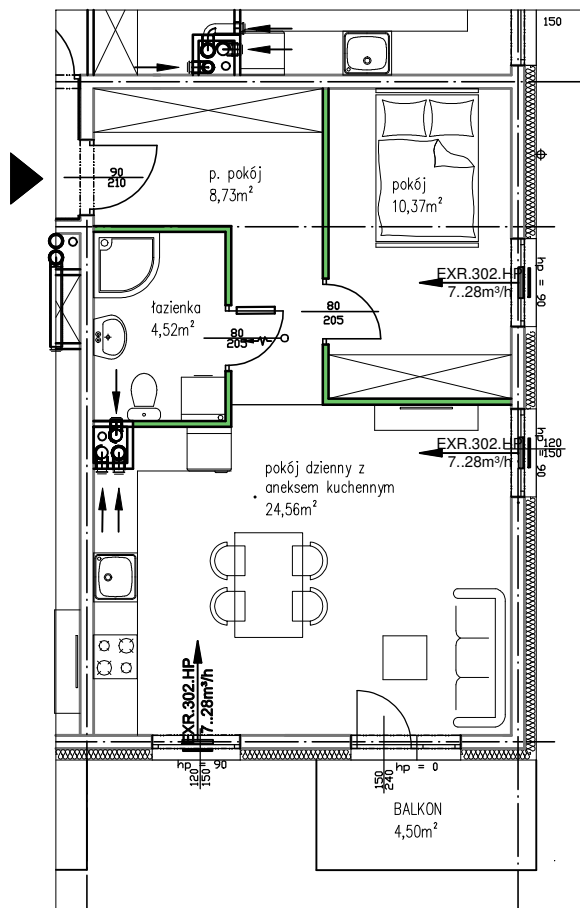 150
90
210
p. pokój
8,73m²
pokój
10,37m²
EXR.302.HP
7..28m³/h
hp = 90
łazienka
4,52m²
80
205
80
205
EXR.302.HP
7..28m³/h
120
150
hp = 90
pokój dzienny z
aneksem kuchennym
24,56m²
EXR.302.HP
7..28m³/h
hp = 90
120
150
150
240
hp = 0
BALKON
4,50m²